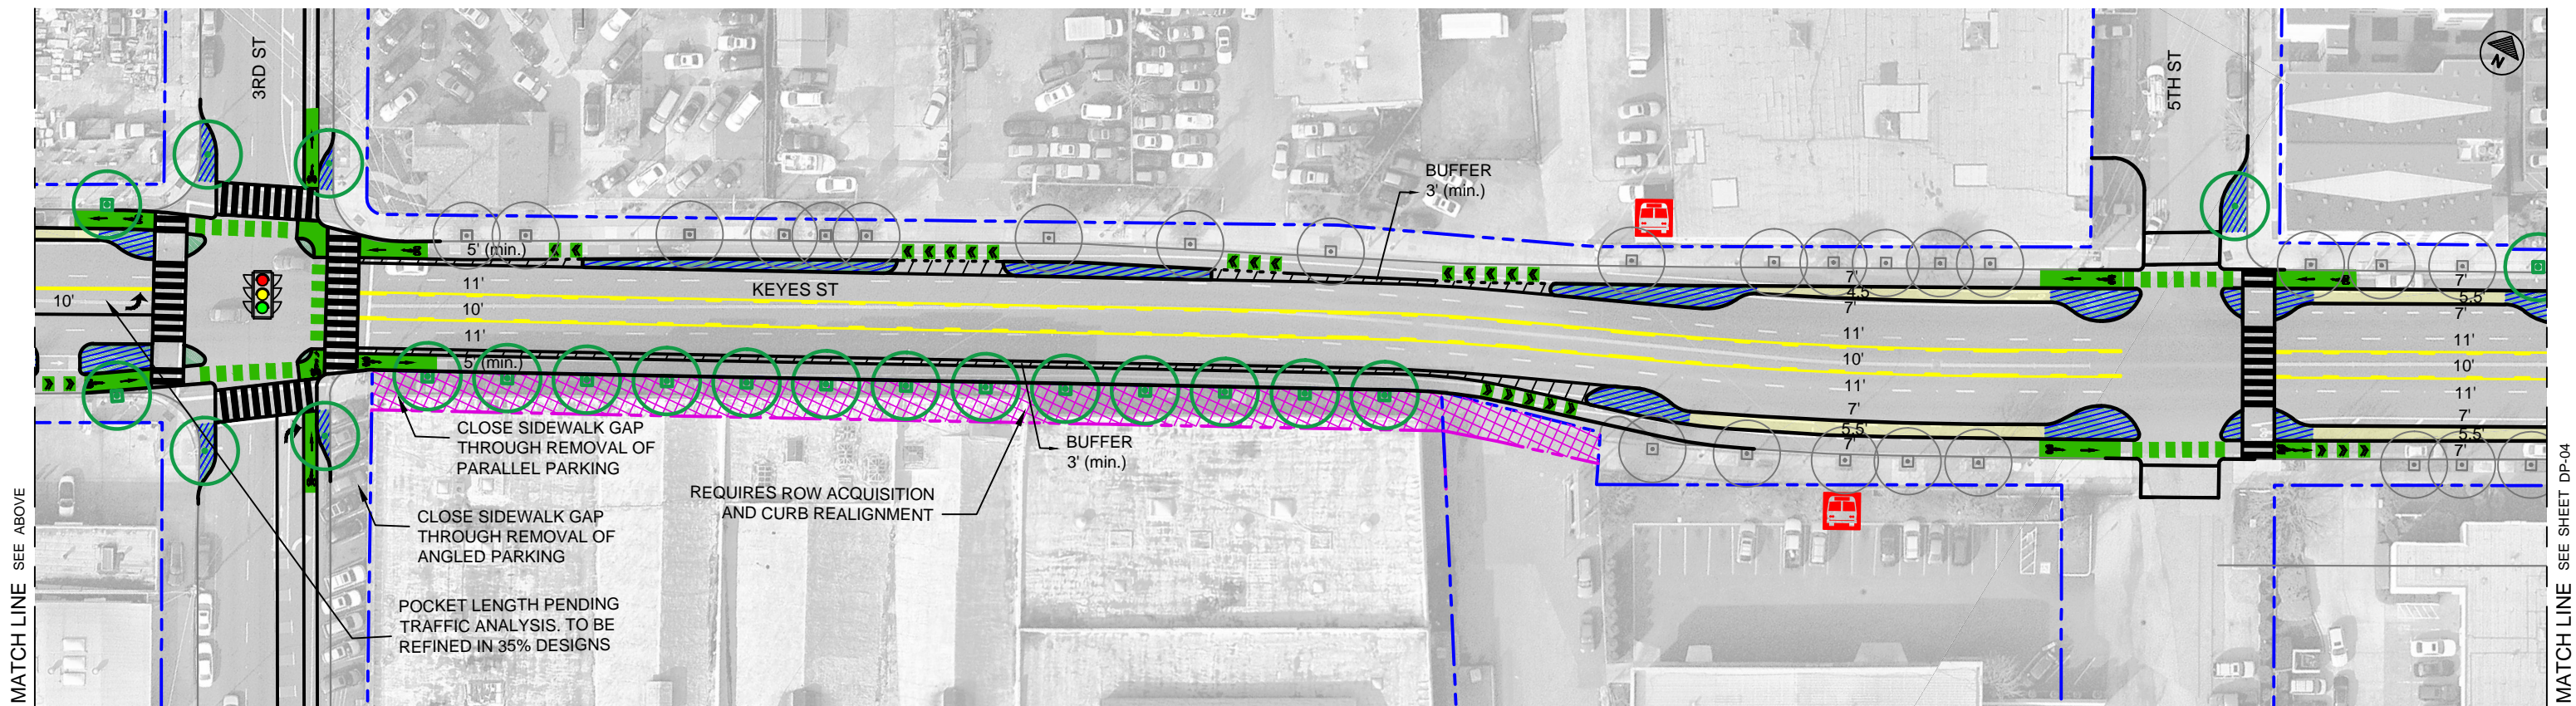 3RD ST
5TH ST
N
BUFFER
3' (min.)
5' (min.)
11'
KEYES ST
10'
11'
5' (min.)
10'
7'
4.5'
7'
11'
10'
11'
7'
5.5'
7'
7'
5.5'
7'
11'
10'
11'
7'
5.5'
7'
CLOSE SIDEWALK GAP
THROUGH REMOVAL OF
PARALLEL PARKING
BUFFER
3' (min.)
REQUIRES ROW ACQUISITION
AND CURB REALIGNMENT
CLOSE SIDEWALK GAP
THROUGH REMOVAL OF
ANGLED PARKING
POCKET LENGTH PENDING
TRAFFIC ANALYSIS. TO BE
REFINED IN 35% DESIGNS
MATCH LINE SEE ABOVE
MATCH LINE SEE SHEET DP-04